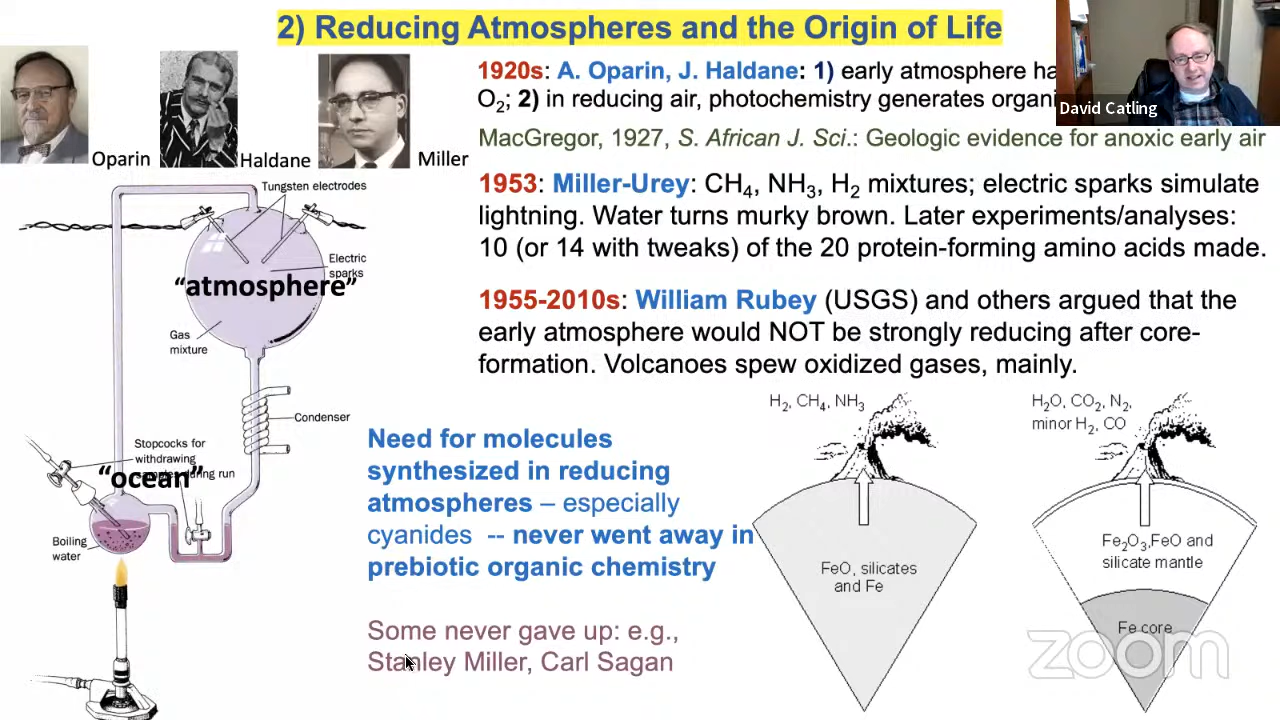 2) Reducing Atmospheres and the Origin of Life
David Catling
Oparin
Haldane
Miller
1920s: A. Oparin, J. Haldane: 1) early atmosphere ha
O₂; 2) in reducing air, photochemistry generates organi
MacGregor, 1927, S. African J. Sci.: Geologic evidence for anoxic early air
1953: Miller-Urey: CH₄, NH₃, H₂ mixtures; electric sparks simulate
lightning. Water turns murky brown. Later experiments/analyses:
10 (or 14 with tweaks) of the 20 protein-forming amino acids made.
1955-2010s: William Rubey (USGS) and others argued that the
early atmosphere would NOT be strongly reducing after core-
formation. Volcanoes spew oxidized gases, mainly.
Tungsten electrodes
Electric
sparks
“atmosphere”
Gas
mixture
Condenser
Stopcocks for
withdrawing
samples during run
“ocean”
Boiling
water
Need for molecules
synthesized in reducing
atmospheres – especially
cyanides -- never went away in
prebiotic organic chemistry
Some never gave up: e.g.,
Stanley Miller, Carl Sagan
H₂, CH₄, NH₃
FeO, silicates
and Fe
H₂O, CO₂, N₂,
minor H₂, CO
Fe₂O₃,FeO and
silicate mantle
Fe core
zoom